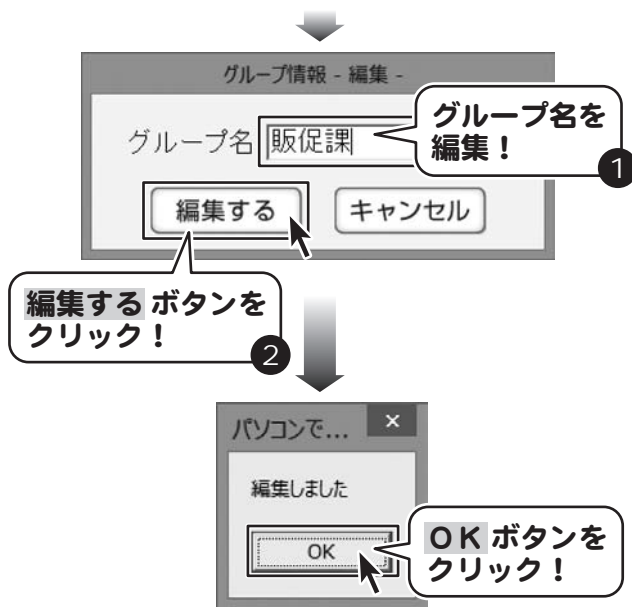 グループ情報 - 編集 -
グループ名 販促課
グループ名を
編集！
1
編集する キャンセル
編集する ボタンを
クリック！
2
パソコンで... ×
編集しました
OK
ＯＫ ボタンを
クリック！